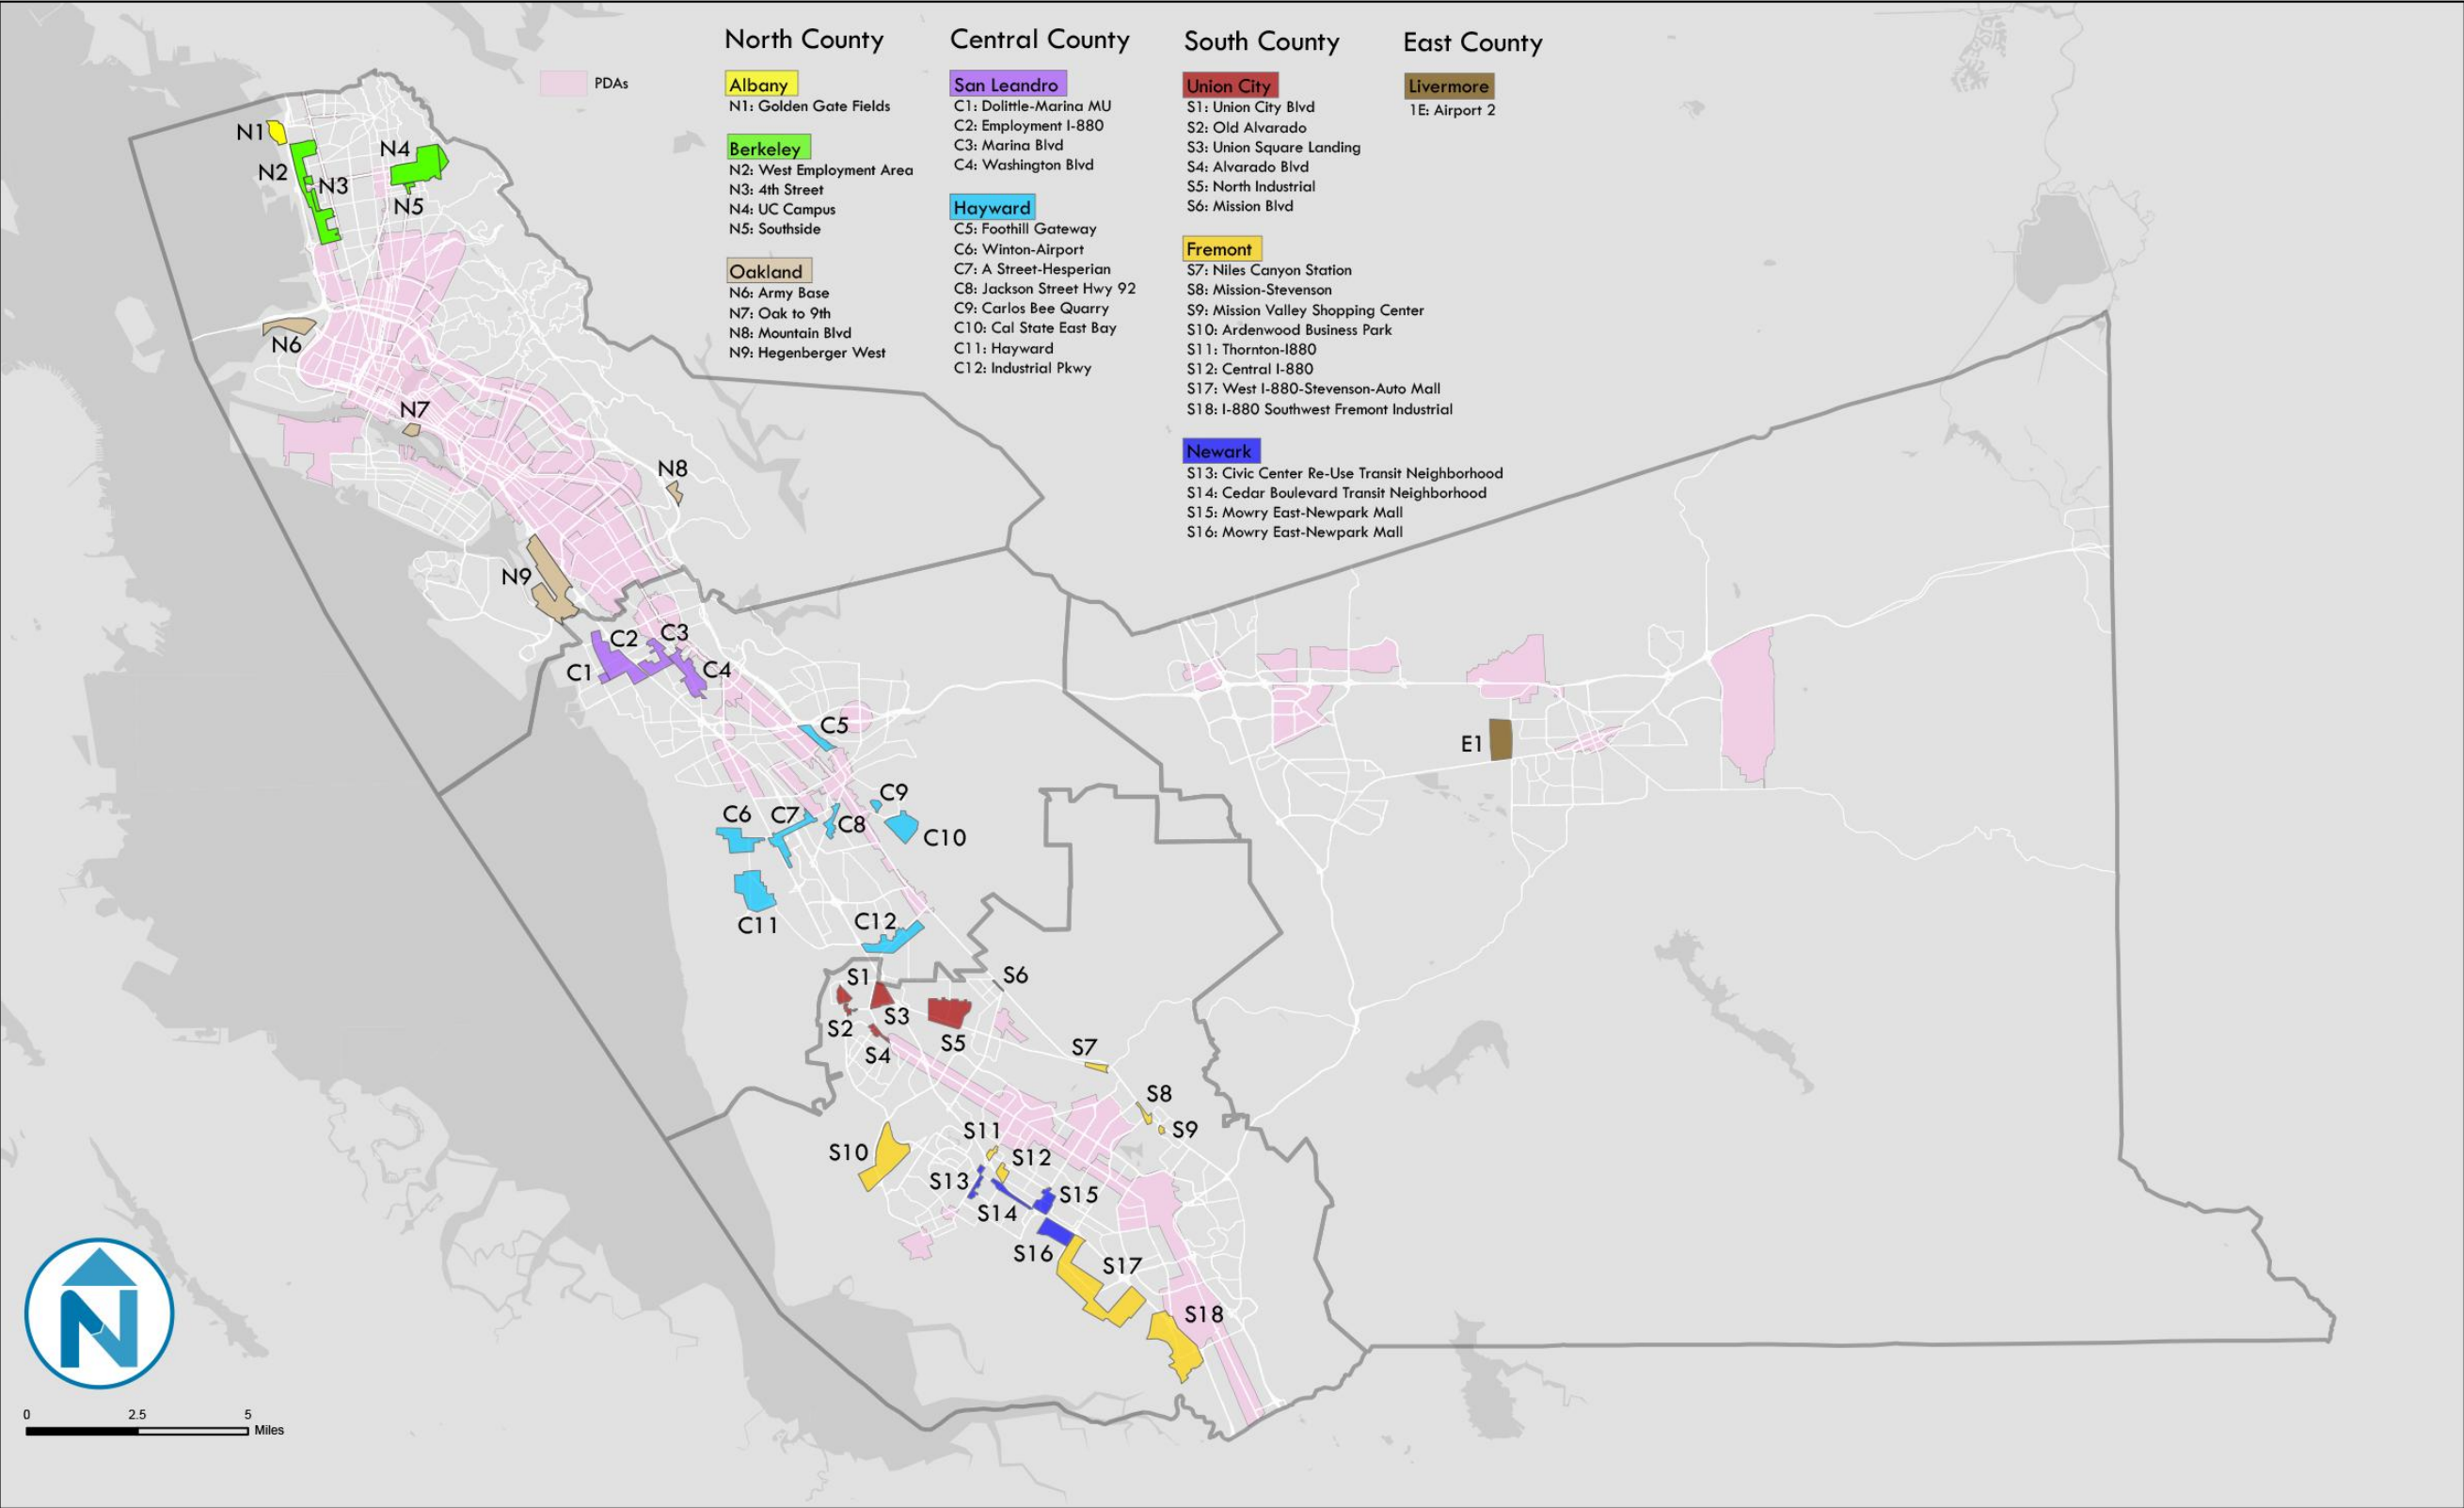 North County
Central County
South County
East County
PDAs
Albany
N1: Golden Gate Fields
Berkeley
N2: West Employment Area
N3: 4th Street
N4: UC Campus
N5: Southside
Oakland
N6: Army Base
N7: Oak to 9th
N8: Mountain Blvd
N9: Hegenberger West
San Leandro
C1: Dolittle-Marina MU
C2: Employment I-880
C3: Marina Blvd
C4: Washington Blvd
Hayward
C5: Foothill Gateway
C6: Winton-Airport
C7: A Street-Hesperian
C8: Jackson Street Hwy 92
C9: Carlos Bee Quarry
C10: Cal State East Bay
C11: Hayward
C12: Industrial Pkwy
Union City
S1: Union City Blvd
S2: Old Alvarado
S3: Union Square Landing
S4: Alvarado Blvd
S5: North Industrial
S6: Mission Blvd
Fremont
S7: Niles Canyon Station
S8: Mission-Stevenson
S9: Mission Valley Shopping Center
S10: Ardenwood Business Park
S11: Thornton-I880
S12: Central I-880
S17: West I-880-Stevenson-Auto Mall
S18: I-880 Southwest Fremont Industrial
Newark
S13: Civic Center Re-Use Transit Neighborhood
S14: Cedar Boulevard Transit Neighborhood
S15: Mowry East-Newpark Mall
S16: Mowry East-Newpark Mall
Livermore
1E: Airport 2
N1
N2
N3
N4
N5
N6
N7
N8
N9
C1
C2
C3
C4
C5
C6
C7
C8
C9
C10
C11
C12
S1
S2
S3
S4
S5
S6
S7
S8
S9
S10
S11
S12
S13
S14
S15
S16
S17
S18
E1
N
0 2.5 5
Miles